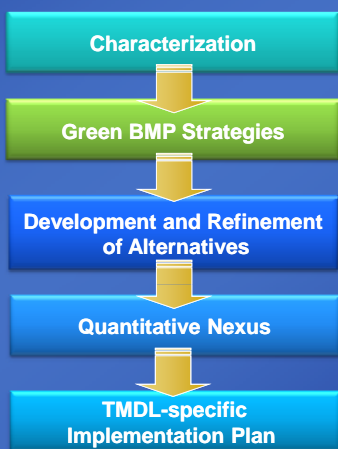 Characterization
Green BMP Strategies
Development and Refinement
of Alternatives
Quantitative Nexus
TMDL-specific
Implementation Plan